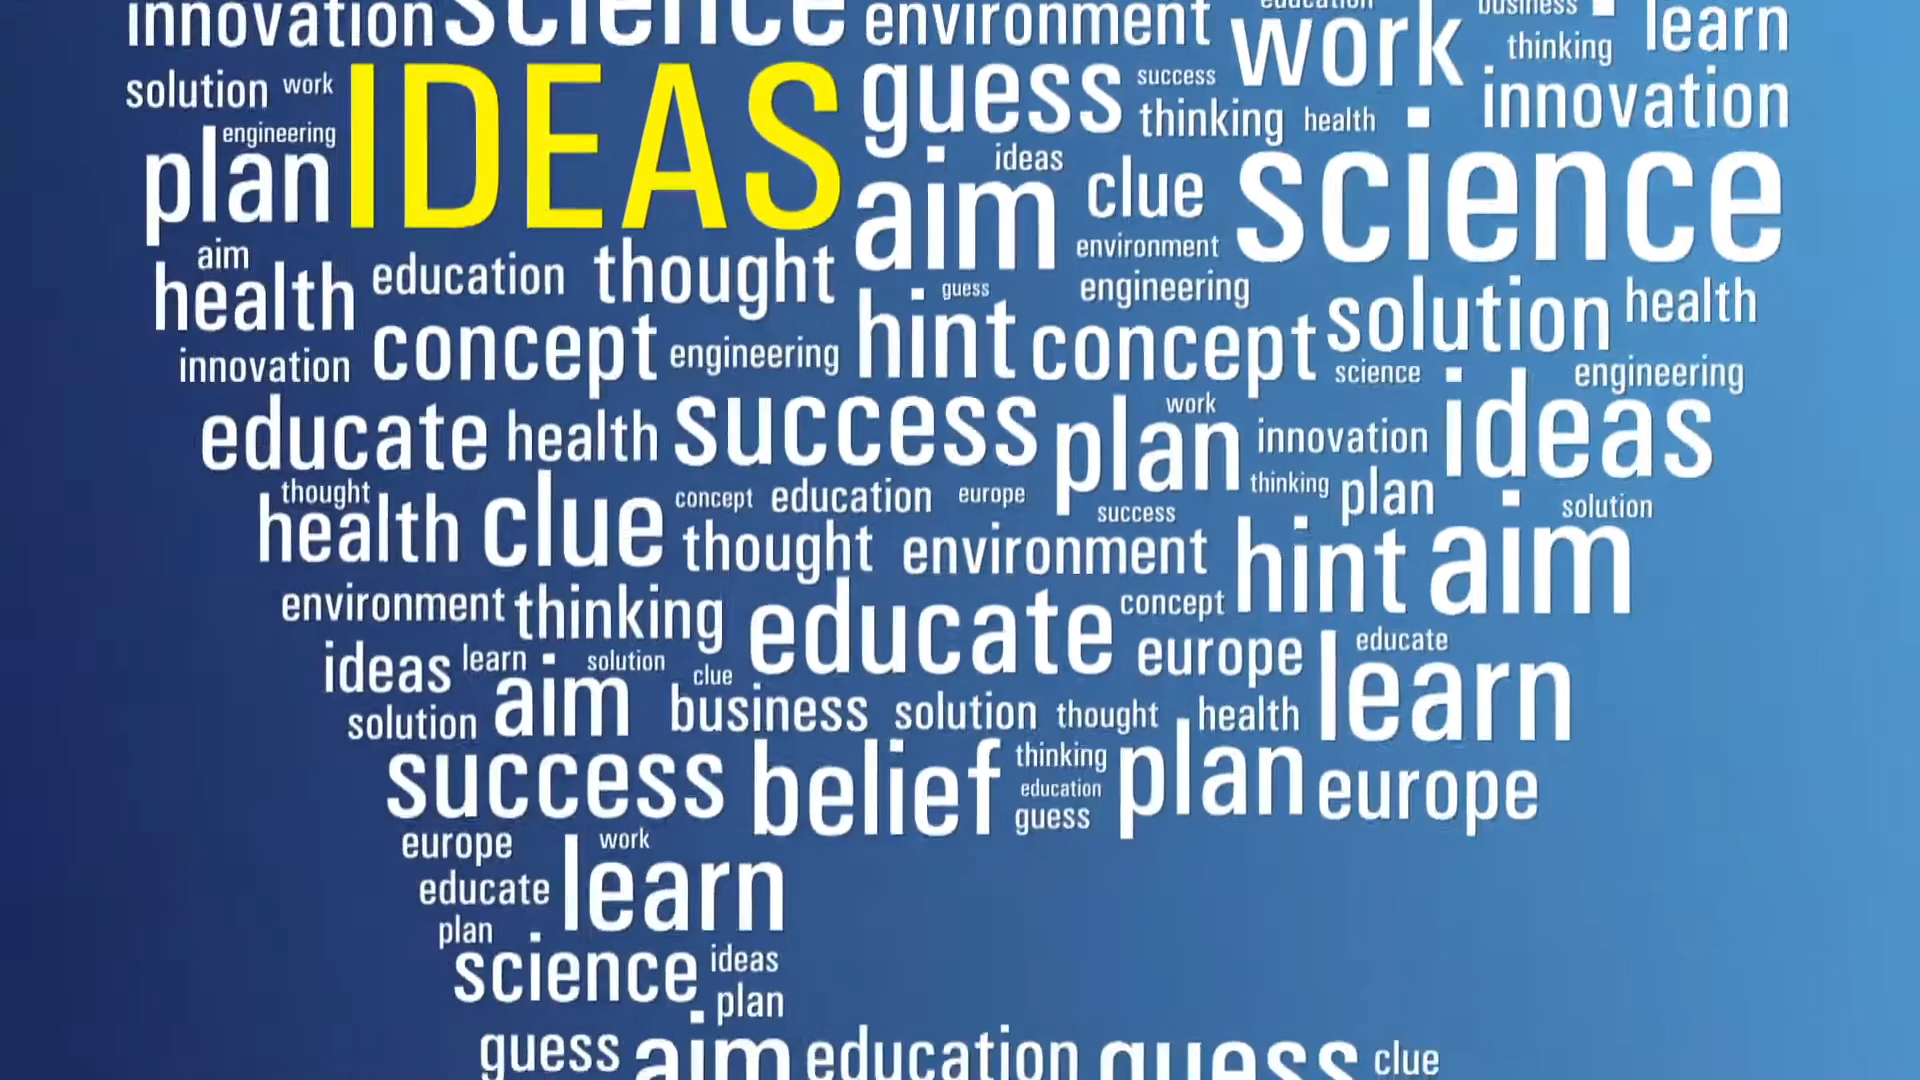 innovation science environment education work business thinking learn
solution work IDEAS guess success thinking health innovation
engineering plan ideas aim clue science
aim health education thought environment
guess engineering hint solution health
innovation concept engineering concept science engineering
educate health success plan work innovation ideas
thought health clue concept education europe success thinking plan solution
thought environment hint aim
environment thinking educate concept
ideas learn solution clue europe educate learn
solution aim business solution thought health
success belief thinking plan europe
education
guess
europe work
educate learn
plan
science ideas
plan
guess aim education guess clue